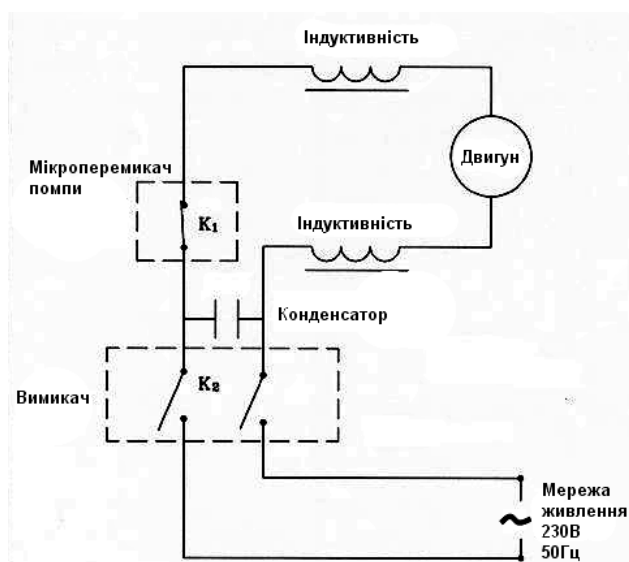 Індуктивність
Двигун
Мікроперемикач
помпи
K₁
Індуктивність
Конденсатор
Вимикач
K₂
Мережа
живлення
230В
50Гц